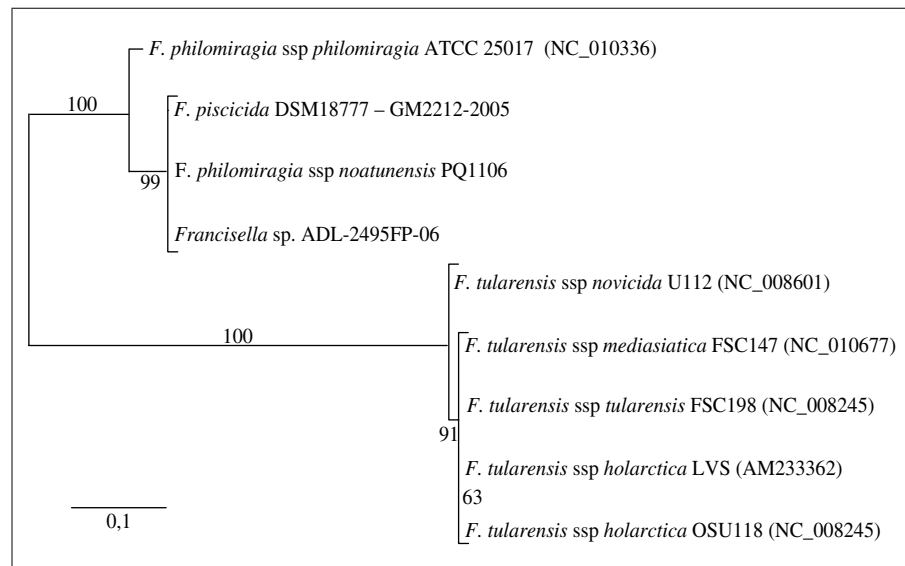 F. philomiragia ssp philomiragia ATCC 25017 (NC_010336)
100
F. piscicida DSM18777 – GM2212-2005
F. philomiragia ssp noatunensis PQ1106
99
Francisella sp. ADL-2495FP-06
F. tularensis ssp novicida U112 (NC_008601)
100
F. tularensis ssp mediasiatica FSC147 (NC_010677)
F. tularensis ssp tularensis FSC198 (NC_008245)
91
F. tularensis ssp holarctica LVS (AM233362)
63
0,1
F. tularensis ssp holarctica OSU118 (NC_008245)